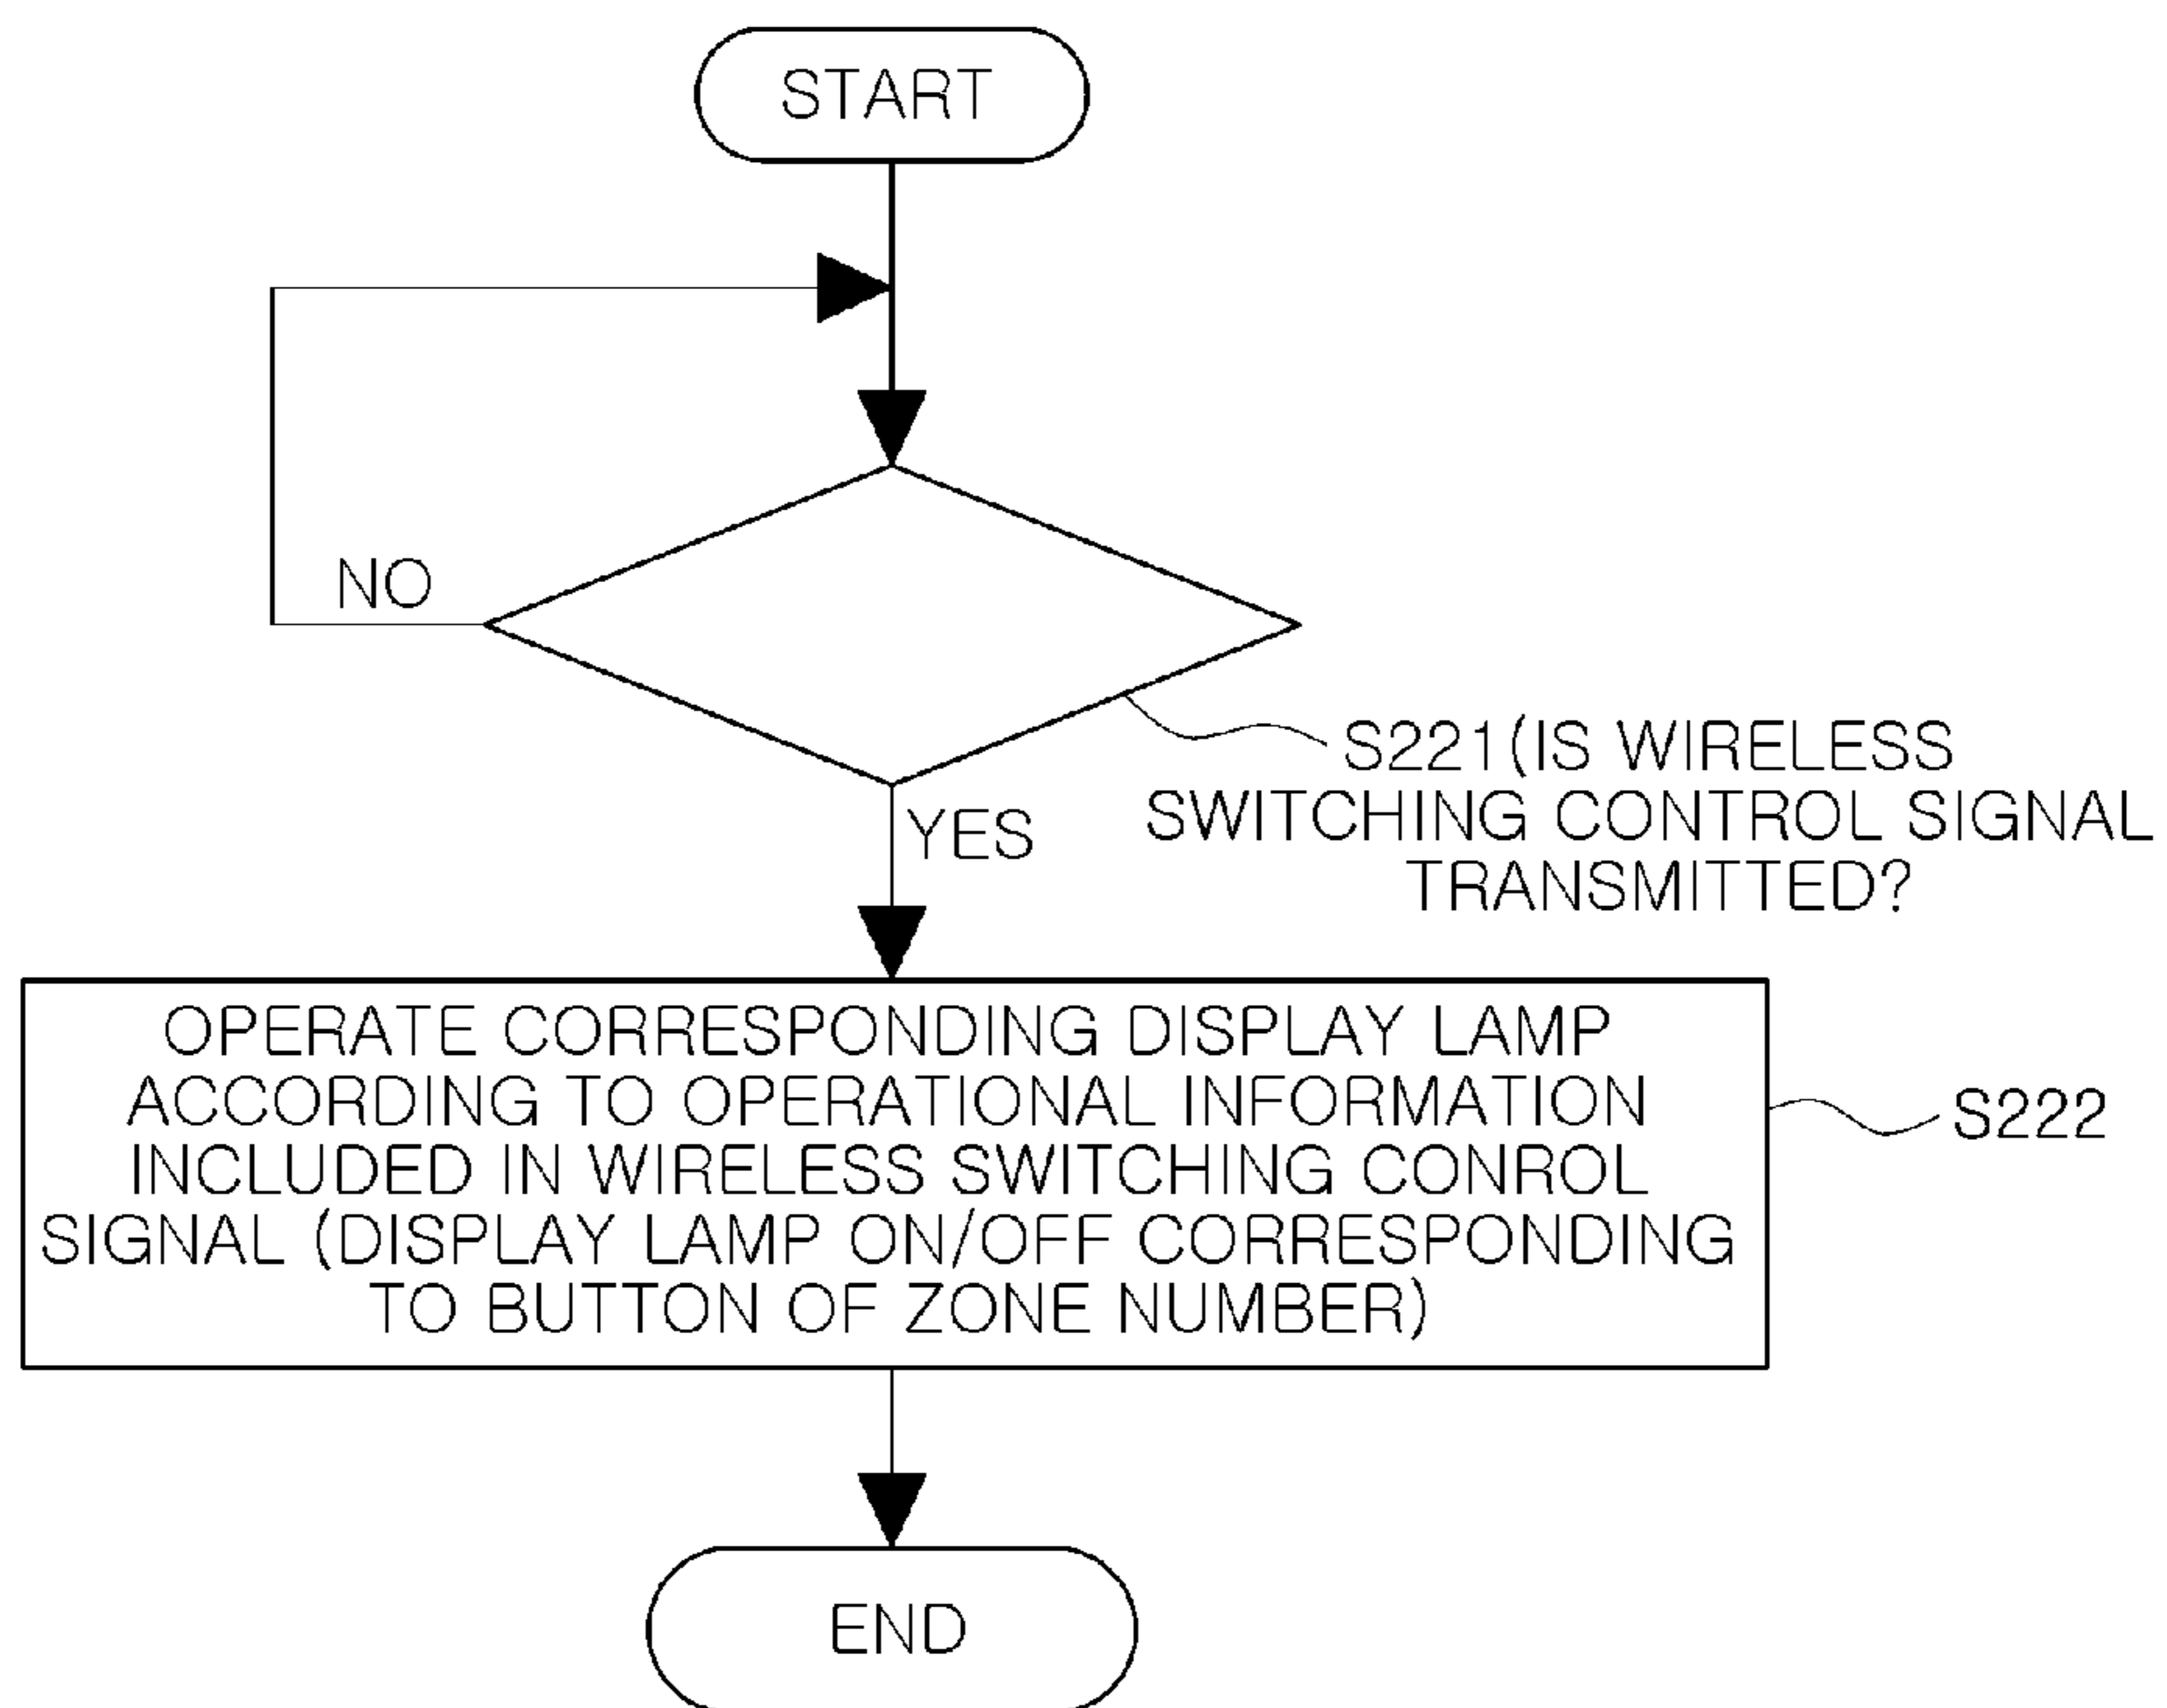 START
NO
S221(IS WIRELESS
SWITCHING CONTROL SIGNAL
TRANSMITTED?
YES
OPERATE CORRESPONDING DISPLAY LAMP
ACCORDING TO OPERATIONAL INFORMATION
INCLUDED IN WIRELESS SWITCHING CONROL
SIGNAL (DISPLAY LAMP ON/OFF CORRESPONDING
TO BUTTON OF ZONE NUMBER)
S222
END